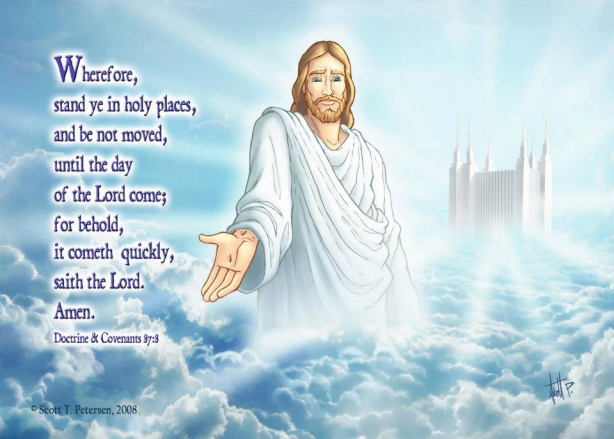 Wherefore,
stand ye in holy places,
and be not moved,
until the day
of the Lord come;
for behold,
it cometh quickly,
saith the Lord.
Amen.
Doctrine & Covenants 87:8
© Scott T. Petersen, 2008